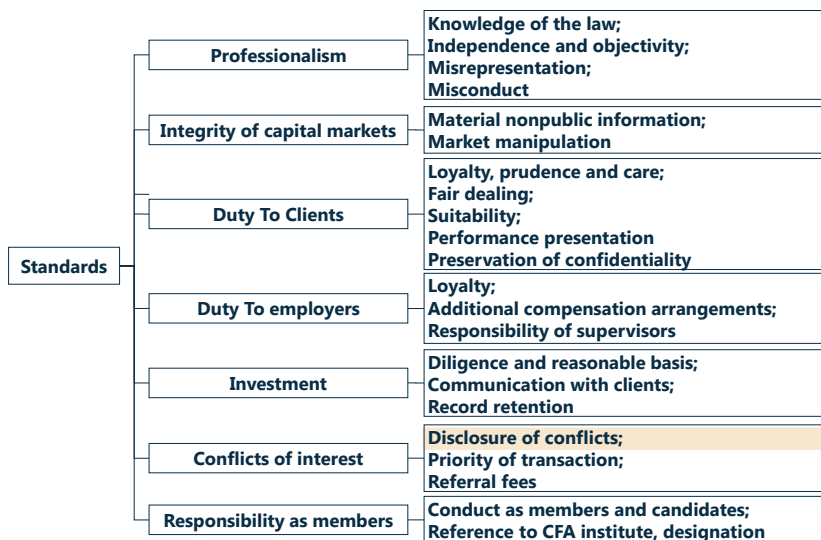 Standards
Professionalism
Knowledge of the law;
Independence and objectivity;
Misrepresentation;
Misconduct
Integrity of capital markets
Material nonpublic information;
Market manipulation
Duty To Clients
Loyalty, prudence and care;
Fair dealing;
Suitability;
Performance presentation
Preservation of confidentiality
Duty To employers
Loyalty;
Additional compensation arrangements;
Responsibility of supervisors
Investment
Diligence and reasonable basis;
Communication with clients;
Record retention
Conflicts of interest
Disclosure of conflicts;
Priority of transaction;
Referral fees
Responsibility as members
Conduct as members and candidates;
Reference to CFA institute, designation